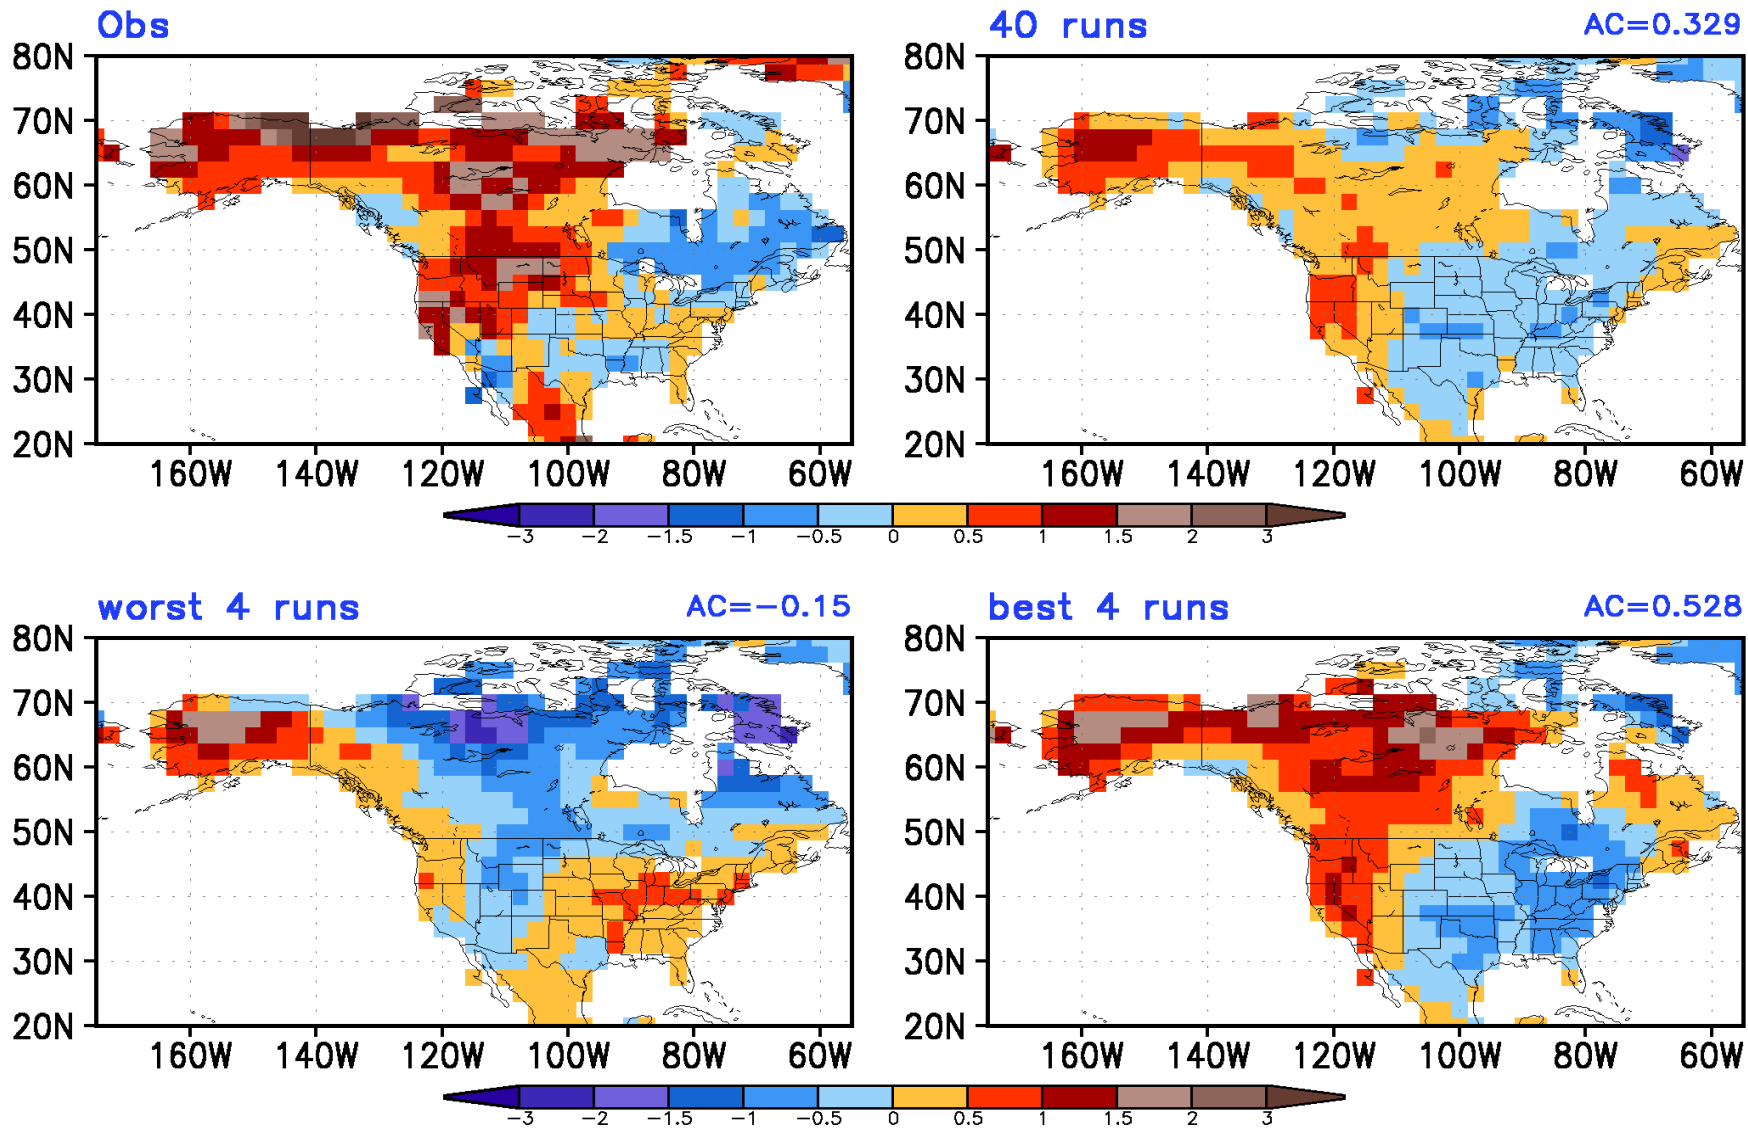 Obs
40 runs AC=0.329
80N 80N
70N 70N
60N 60N
50N 50N
40N 40N
30N 30N
20N 20N
160W 140W 120W 100W 80W 60W 160W 140W 120W 100W 80W 60W
−3 −2 −1.5 −1 −0.5 0 0.5 1 1.5 2 3
worst 4 runs AC=−0.15
best 4 runs AC=0.528
80N 80N
70N 70N
60N 60N
50N 50N
40N 40N
30N 30N
20N 20N
160W 140W 120W 100W 80W 60W 160W 140W 120W 100W 80W 60W
−3 −2 −1.5 −1 −0.5 0 0.5 1 1.5 2 3